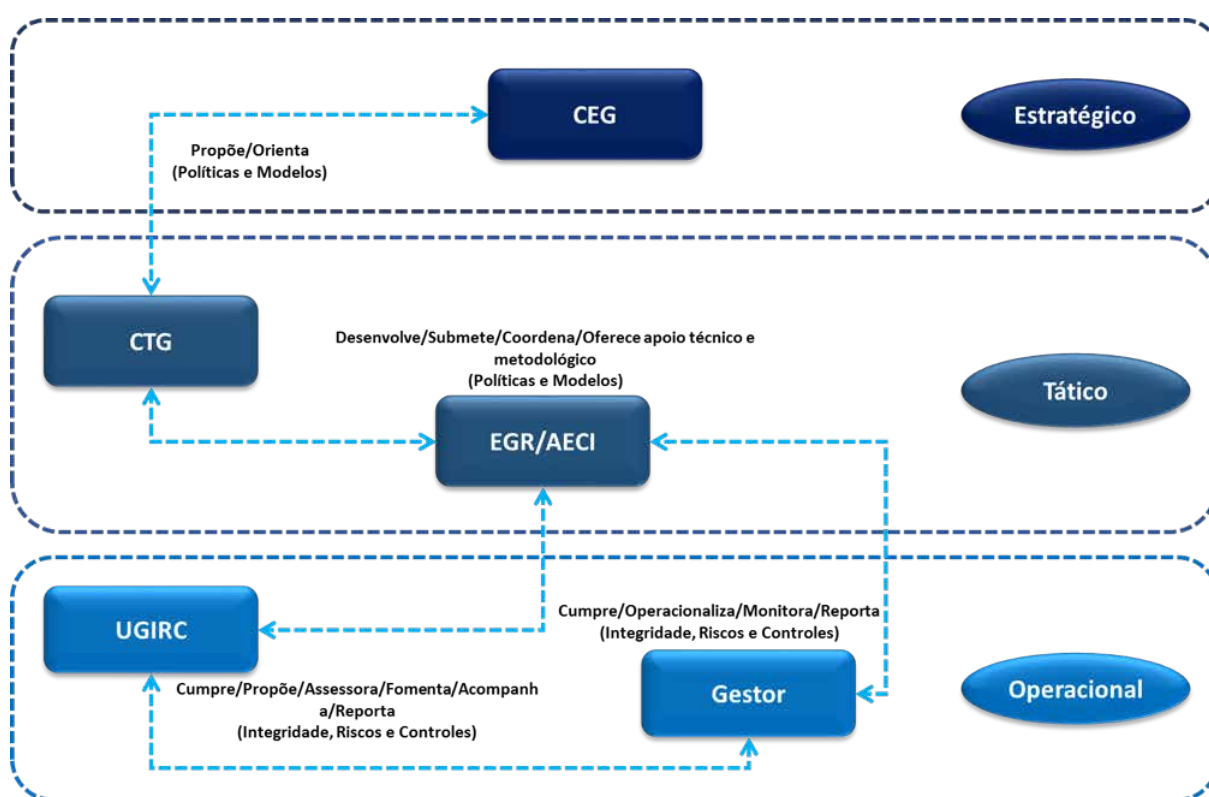 CEG
Estratégico
Propõe/Orienta
(Políticas e Modelos)
CTG
Desenvolve/Submete/Coordena/Oferece apoio técnico e
metodológico
(Políticas e Modelos)
Tático
EGR/AECI
UGIRC
Cumpre/Operacionaliza/Monitora/Reporta
(Integridade, Riscos e Controles)
Gestor
Operacional
Cumpre/Propõe/Assessora/Fomenta/Acompanh
a/Reporta
(Integridade, Riscos e Controles)